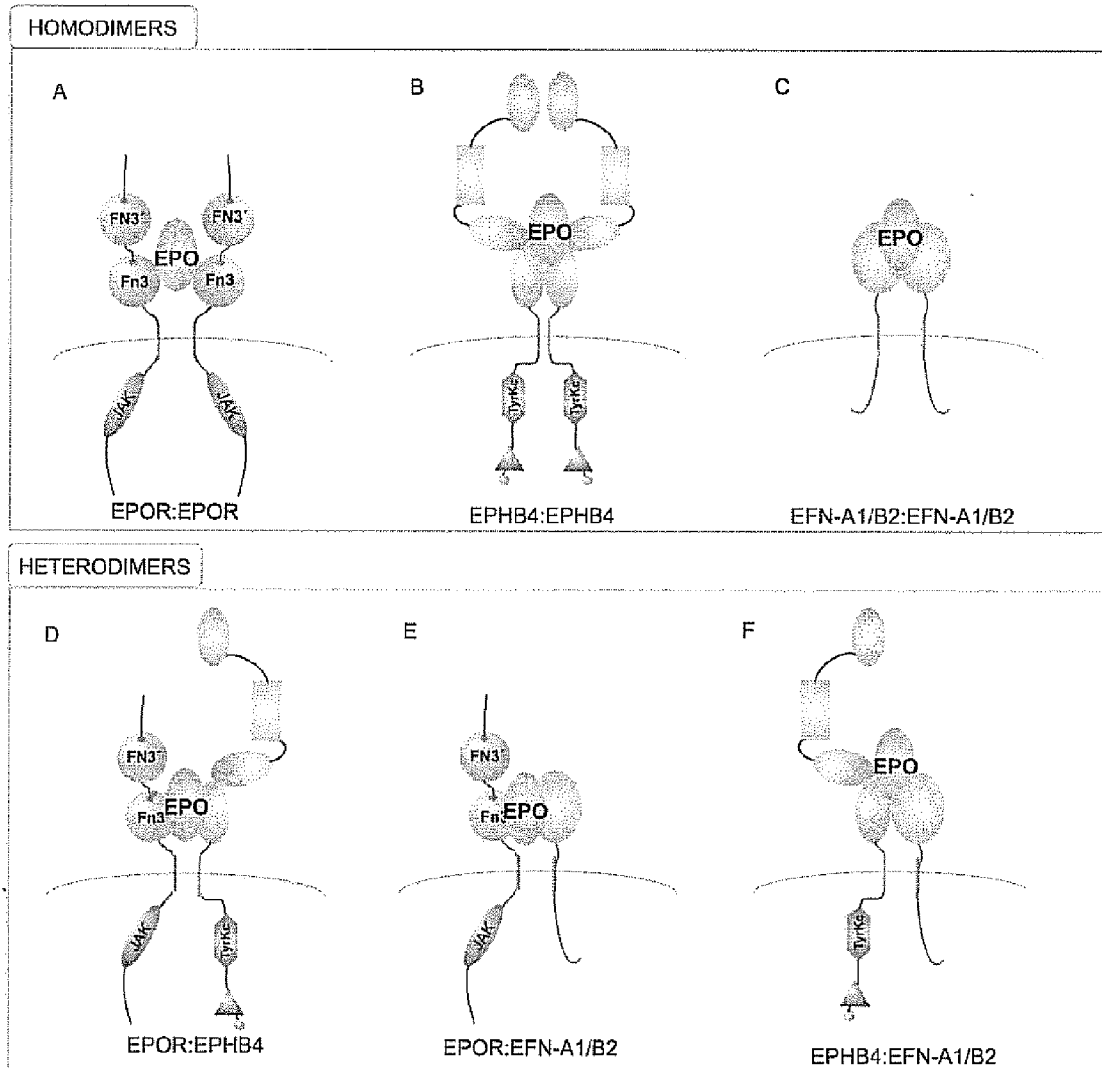 HOMODIMERS
A
B
C
FN3
FN3
EPO
Fn3
Fn3
EPO
EPO
JAK
JAK
TyrKc
TyrKc
EPOR:EPOR
EPHB4:EPHB4
EFN-A1/B2:EFN-A1/B2
HETERODIMERS
D
E
F
FN3
Fn3
EPO
FN3
Fn3
EPO
EPO
JAK
TyrKc
JAK
TyrKc
EPOR:EPHB4
EPOR:EFN-A1/B2
EPHB4:EFN-A1/B2